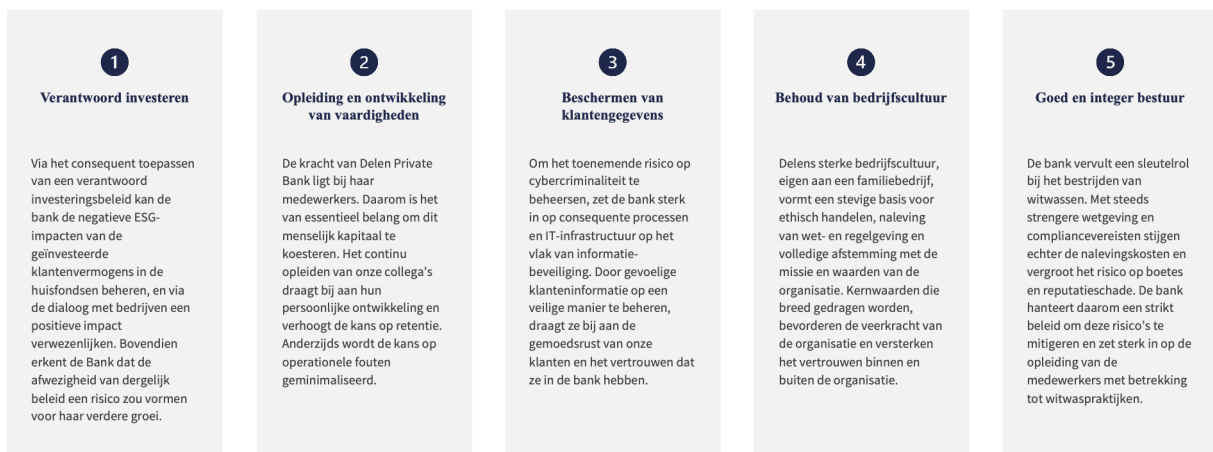 1
Verantwoord investeren
Via het consequent toepassen
van een verantwoord
investeringsbeleid kan de
bank de negatieve ESG-
impacten van de
geïnvesteerde
klantenvermogens in de
huisfondsen beheren, en via
de dialoog met bedrijven een
positieve impact
verwezenlijken. Bovendien
erkent de Bank dat de
afwezigheid van dergelijk
beleid een risico zou vormen
voor haar verdere groei.
2
Opleiding en ontwikkeling
van vaardigheden
De kracht van Delen Private
Bank ligt bij haar
medewerkers. Daarom is het
van essentieel belang om dit
menselijk kapitaal te
koesteren. Het continu
opleiden van onze collega's
draagt bij aan hun
persoonlijke ontwikkeling en
verhoogt de kans op retentie.
Anderzijds wordt de kans op
operationele fouten
geminimaliseerd.
3
Beschermen van
klantengegevens
Om het toenemende risico op
cybercriminaliteit te
beheersen, zet de bank sterk
in op consequente processen
en IT-infrastructuur op het
vlak van informatie-
beveiliging. Door gevoelige
klanteninformatie op een
veilige manier te beheren,
draagt ze bij aan de
gemoedsrust van onze
klanten en het vertrouwen dat
ze in de bank hebben.
4
Behoud van bedrijfscultuur
Delens sterke bedrijfscultuur,
eigen aan een familiebedrijf,
vormt een stevige basis voor
ethisch handelen, naleving
van wet- en regelgeving en
volledige afstemming met de
missie en waarden van de
organisatie. Kernwaarden die
breed gedragen worden,
bevorderen de veerkracht van
de organisatie en versterken
het vertrouwen binnen en
buiten de organisatie.
5
Goed en integer bestuur
De bank vervult een sleutelrol
bij het bestrijden van
witwassen. Met steeds
strengere wetgeving en
compliancevereisten stijgen
echter de nalevingskosten en
vergroot het risico op boetes
en reputatieschade. De bank
hanteert daarom een strikt
beleid om deze risico's te
mitigeren en zet sterk in op de
opleiding van de
medewerkers met betrekking
tot witwaspraktijken.